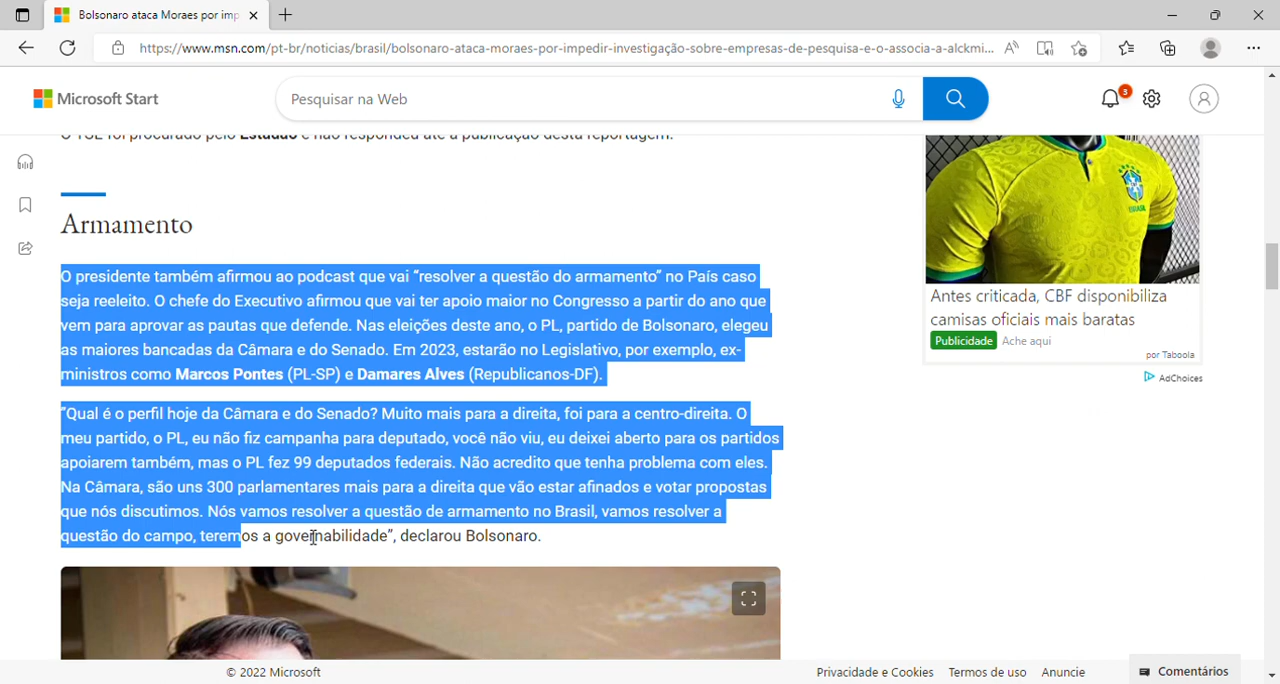 Bolsonaro ataca Moraes por imp
https://www.msn.com/pt-br/noticias/brasil/bolsonaro-ataca-moraes-por-impedir-investigação-sobre-empresas-de-pesquisa-e-o-associa-a-alckmi...
Microsoft Start
Pesquisar na Web
3
O TSE foi procurado pelo Estadão e não respondeu até a publicação desta reportagem.
Armamento
O presidente também afirmou ao podcast que vai “resolver a questão do armamento” no País caso
seja reeleito. O chefe do Executivo afirmou que vai ter apoio maior no Congresso a partir do ano que
vem para aprovar as pautas que defende. Nas eleições deste ano, o PL, partido de Bolsonaro, elegeu
as maiores bancadas da Câmara e do Senado. Em 2023, estarão no Legislativo, por exemplo, ex-
ministros como Marcos Pontes (PL-SP) e Damares Alves (Republicanos-DF).
“Qual é o perfil hoje da Câmara e do Senado? Muito mais para a direita, foi para a centro-direita. O
meu partido, o PL, eu não fiz campanha para deputado, você não viu, eu deixei aberto para os partidos
apoiarem também, mas o PL fez 99 deputados federais. Não acredito que tenha problema com eles.
Na Câmara, são uns 300 parlamentares mais para a direita que vão estar afinados e votar propostas
que nós discutimos. Nós vamos resolver a questão de armamento no Brasil, vamos resolver a
questão do campo, teremos a governabilidade”, declarou Bolsonaro.
BRASIL
Antes criticada, CBF disponibiliza
camisas oficiais mais baratas
Publicidade Ache aqui
por Taboola
AdChoices
© 2022 Microsoft
Privacidade e Cookies Termos de uso Anuncie
Comentários